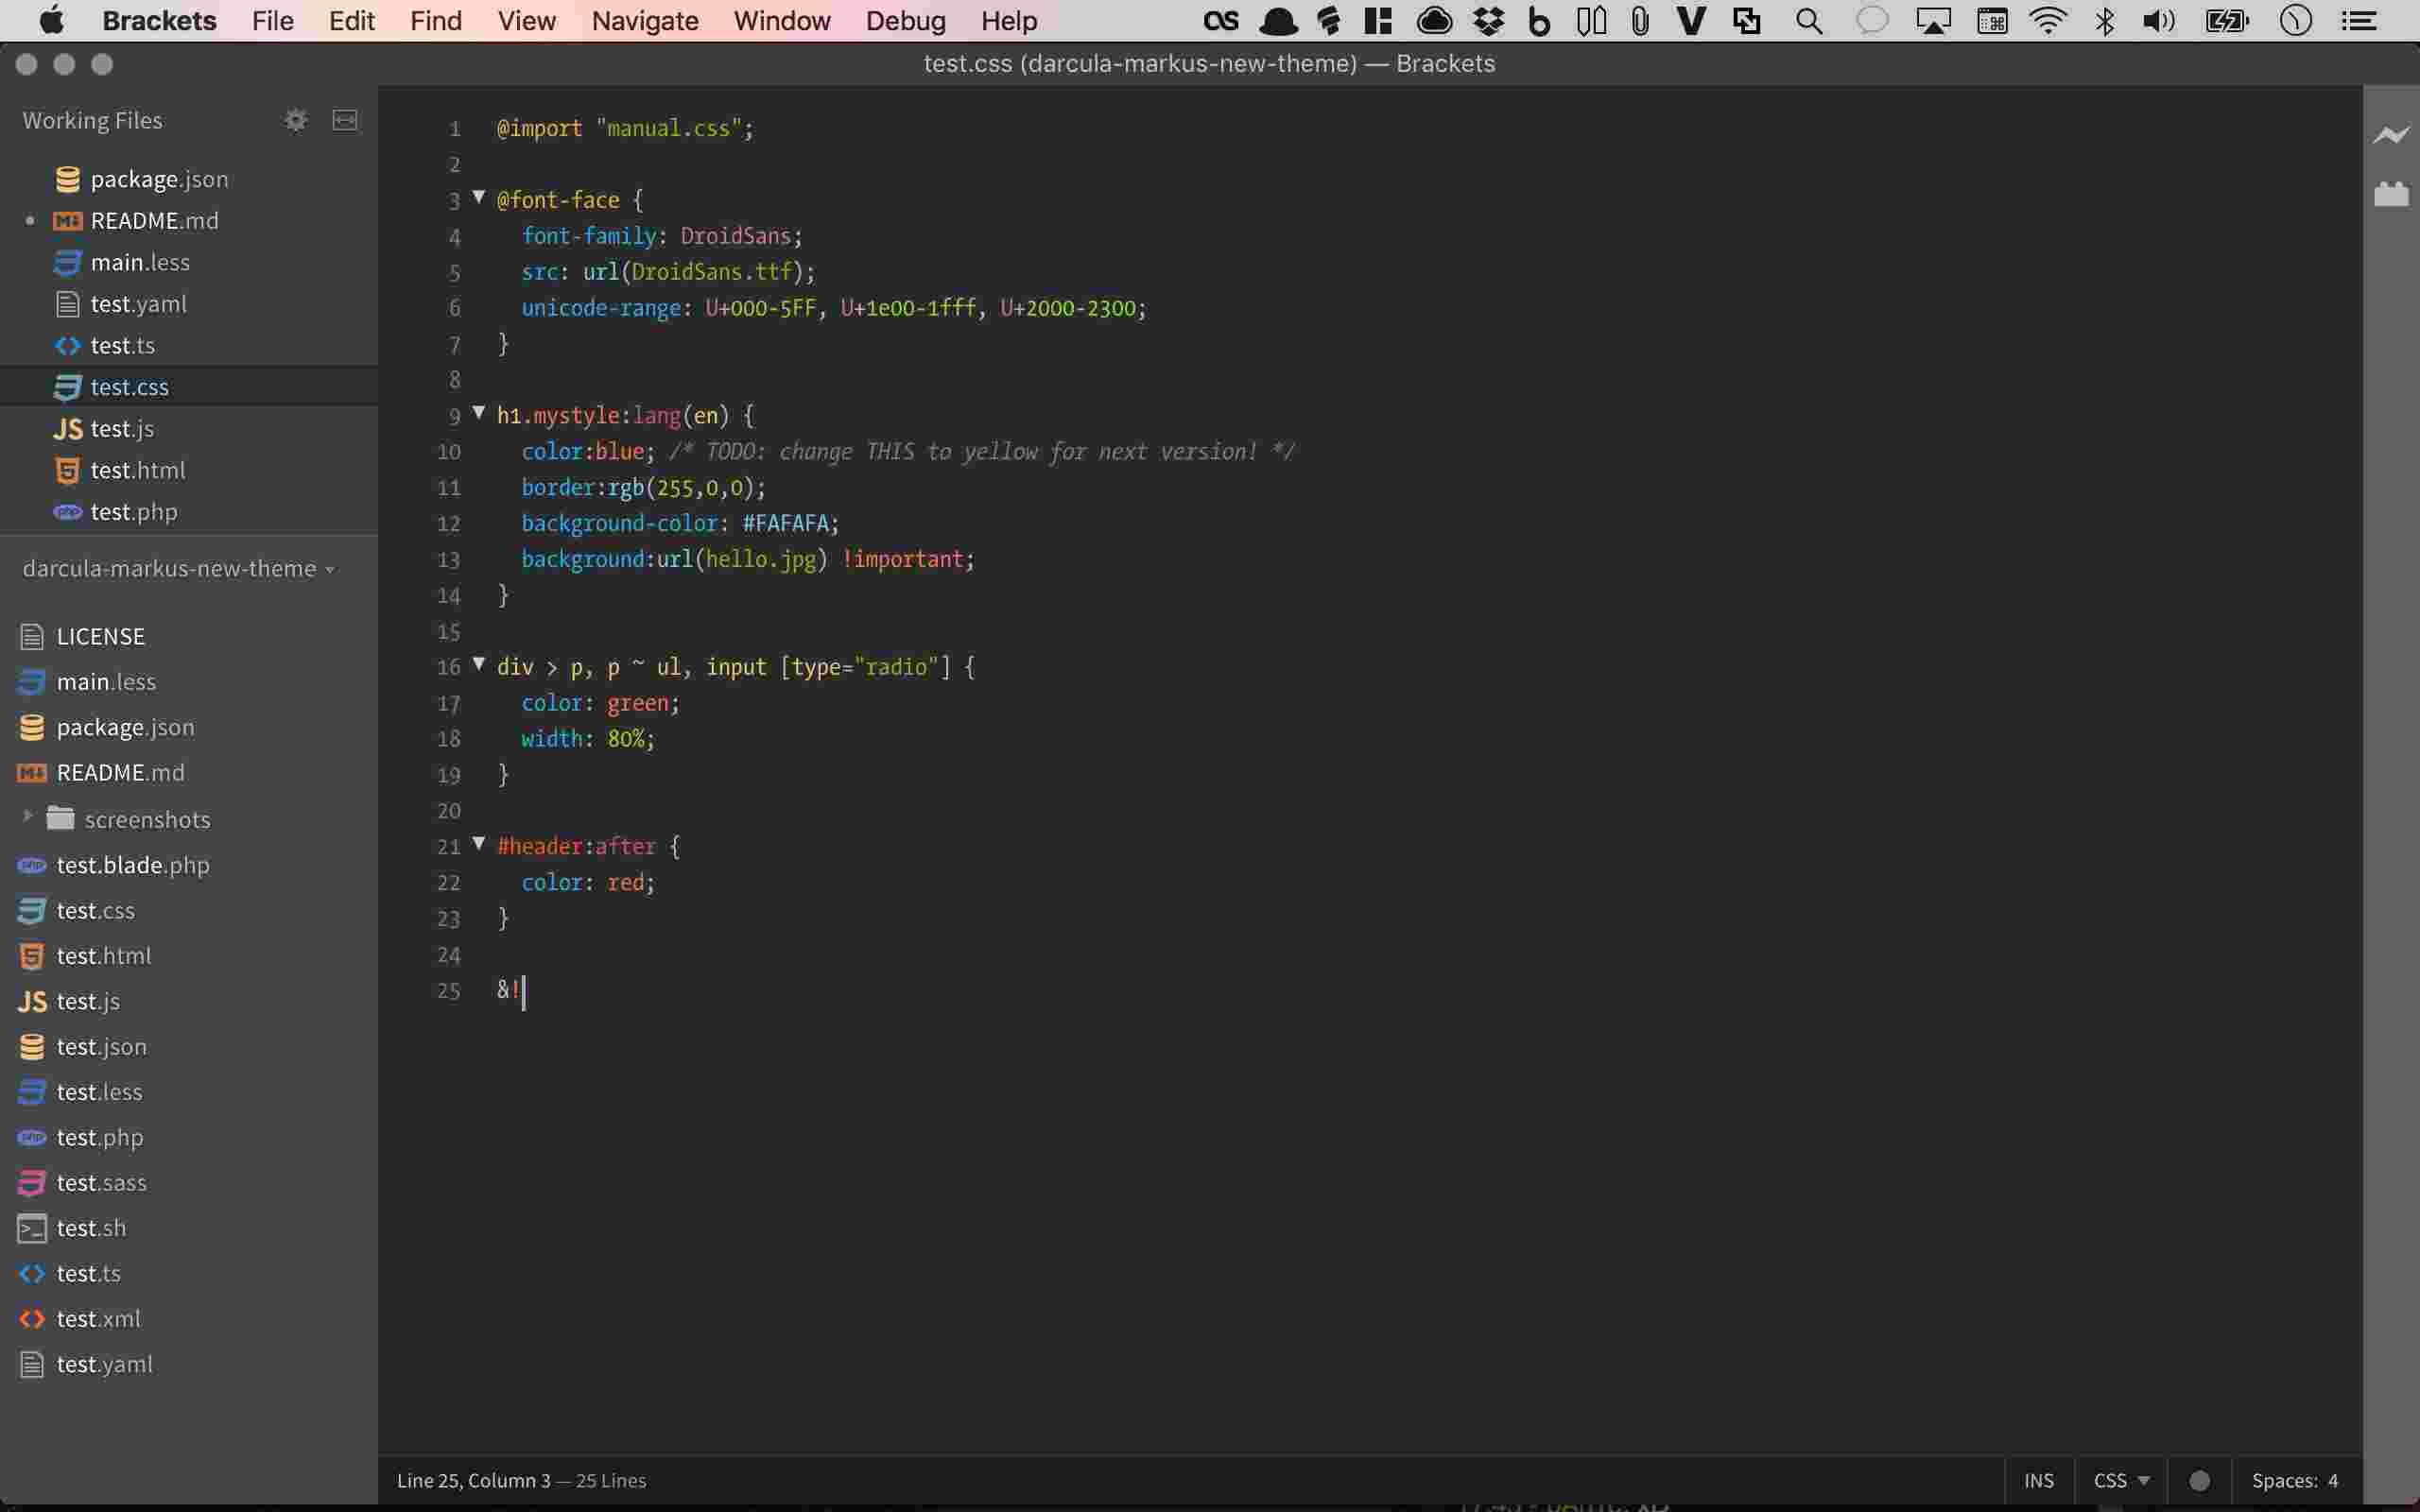 Brackets File Edit Find View Navigate Window Debug Help
test.css (darcula-markus-new-theme) — Brackets
Working Files
package.json
README.md
main.less
test.yaml
test.ts
test.css
test.js
test.html
test.php
darcula-markus-new-theme
LICENSE
main.less
package.json
README.md
screenshots
test.blade.php
test.css
test.html
test.js
test.json
test.less
test.php
test.sass
test.sh
test.ts
test.xml
test.yaml
1 @import "manual.css";
2
3 @font-face {
4 font-family: DroidSans;
5 src: url(DroidSans.ttf);
6 unicode-range: U+000-5FF, U+1e00-1fff, U+2000-2300;
7 }
8
9 h1.mystyle:lang(en) {
10 color:blue; /* TODO: change THIS to yellow for next version! */
11 border:rgb(255,0,0);
12 background-color: #FAFAFA;
13 background:url(hello.jpg) !important;
14 }
15
16 div > p, p ~ ul, input [type="radio"] {
17 color: green;
18 width: 80%;
19 }
20
21 #header:after {
22 color: red;
23 }
24
25 &!
Line 25, Column 3 — 25 Lines
INS CSS Spaces: 4